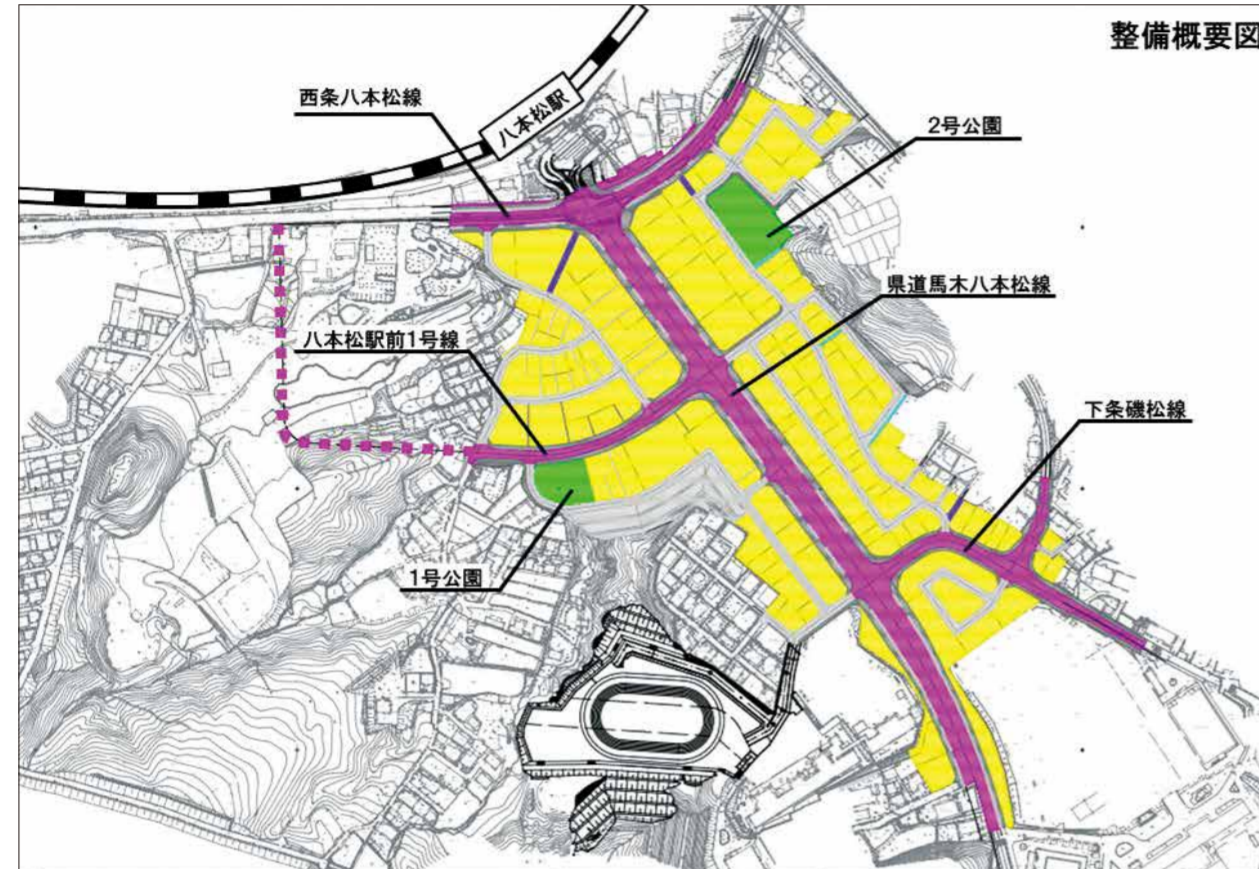 整備概要図
西条八本松線
八本松駅
2号公園
県道馬木八本松線
八本松駅前1号線
下条磯松線
1号公園